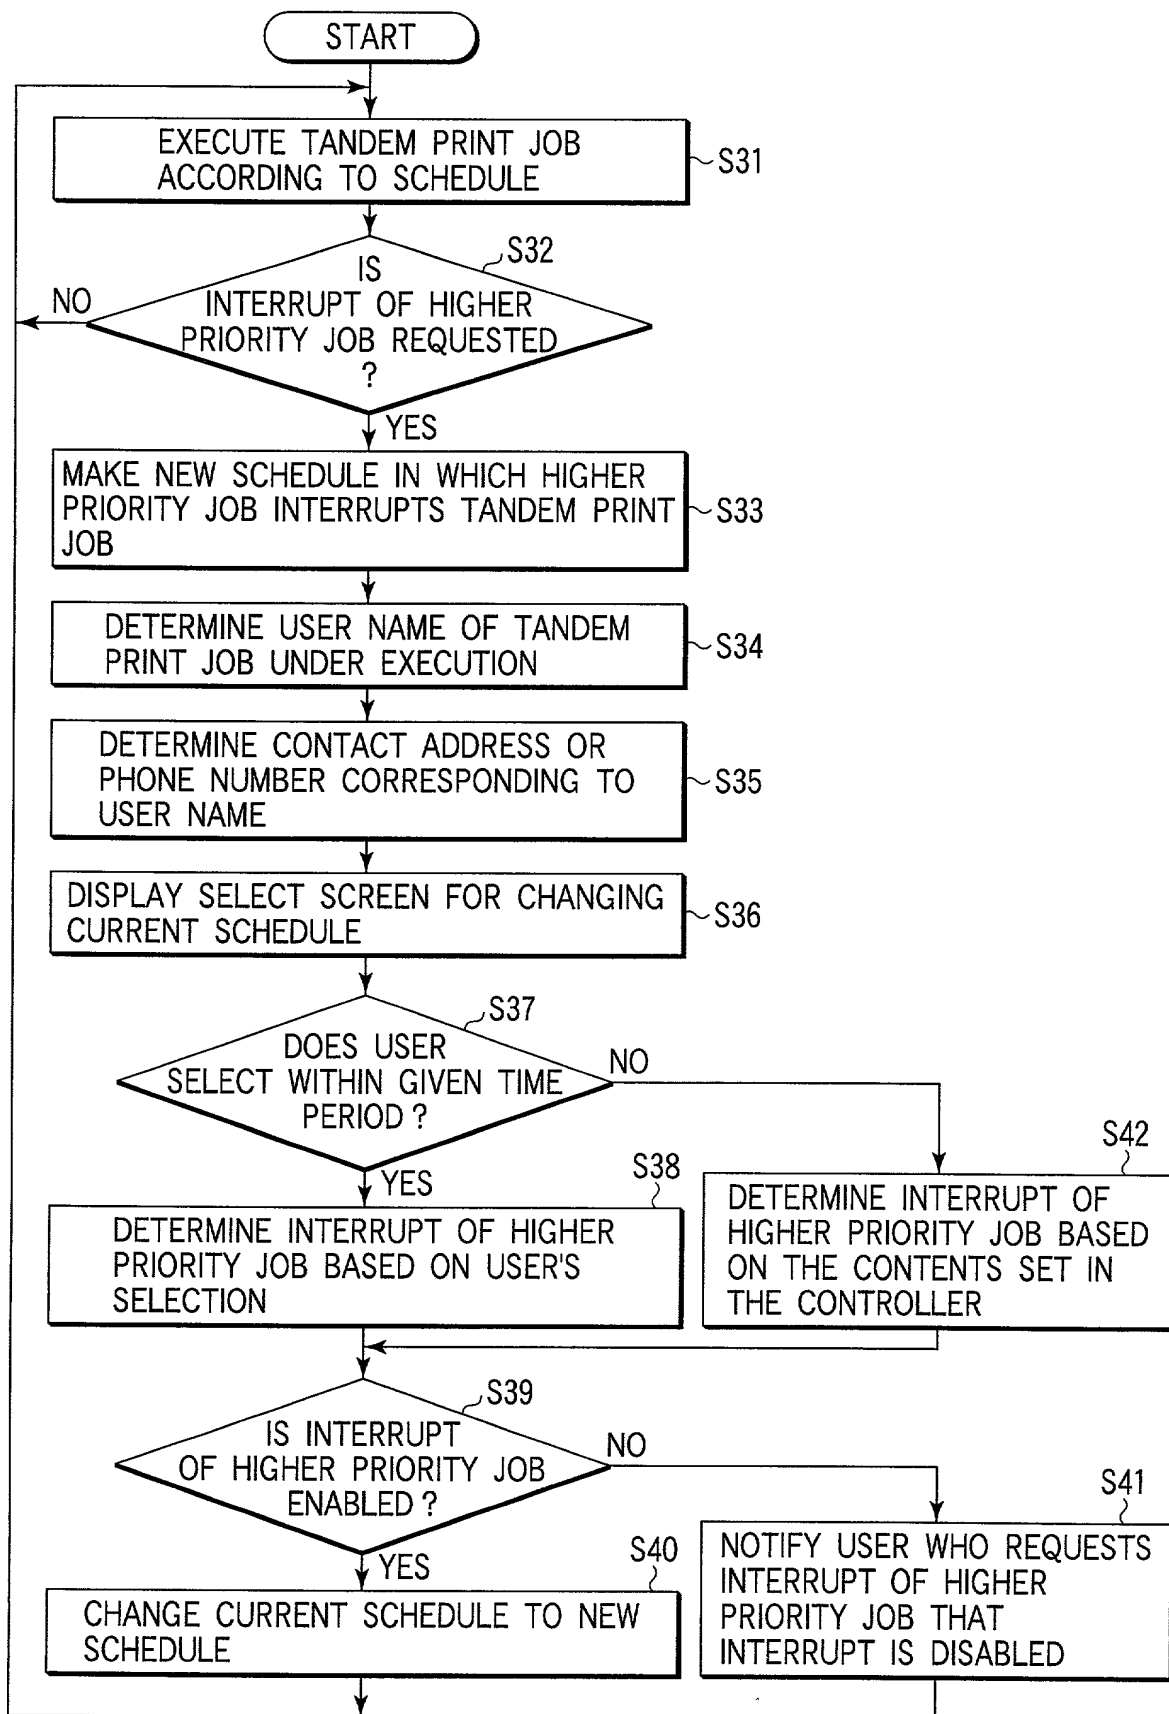 START
EXECUTE TANDEM PRINT JOB
ACCORDING TO SCHEDULE
S31
S32
IS
INTERRUPT OF HIGHER
PRIORITY JOB REQUESTED
?
NO
YES
MAKE NEW SCHEDULE IN WHICH HIGHER
PRIORITY JOB INTERRUPTS TANDEM PRINT
JOB
S33
DETERMINE USER NAME OF TANDEM
PRINT JOB UNDER EXECUTION
S34
DETERMINE CONTACT ADDRESS OR
PHONE NUMBER CORRESPONDING TO
USER NAME
S35
DISPLAY SELECT SCREEN FOR CHANGING
CURRENT SCHEDULE
S36
S37
DOES USER
SELECT WITHIN GIVEN TIME
PERIOD ?
NO
YES
S38
DETERMINE INTERRUPT OF HIGHER
PRIORITY JOB BASED ON USER'S
SELECTION
S42
DETERMINE INTERRUPT OF
HIGHER PRIORITY JOB BASED
ON THE CONTENTS SET IN
THE CONTROLLER
S39
IS INTERRUPT
OF HIGHER PRIORITY JOB
ENABLED ?
NO
YES
S40
CHANGE CURRENT SCHEDULE TO NEW
SCHEDULE
S41
NOTIFY USER WHO REQUESTS
INTERRUPT OF HIGHER
PRIORITY JOB THAT
INTERRUPT IS DISABLED